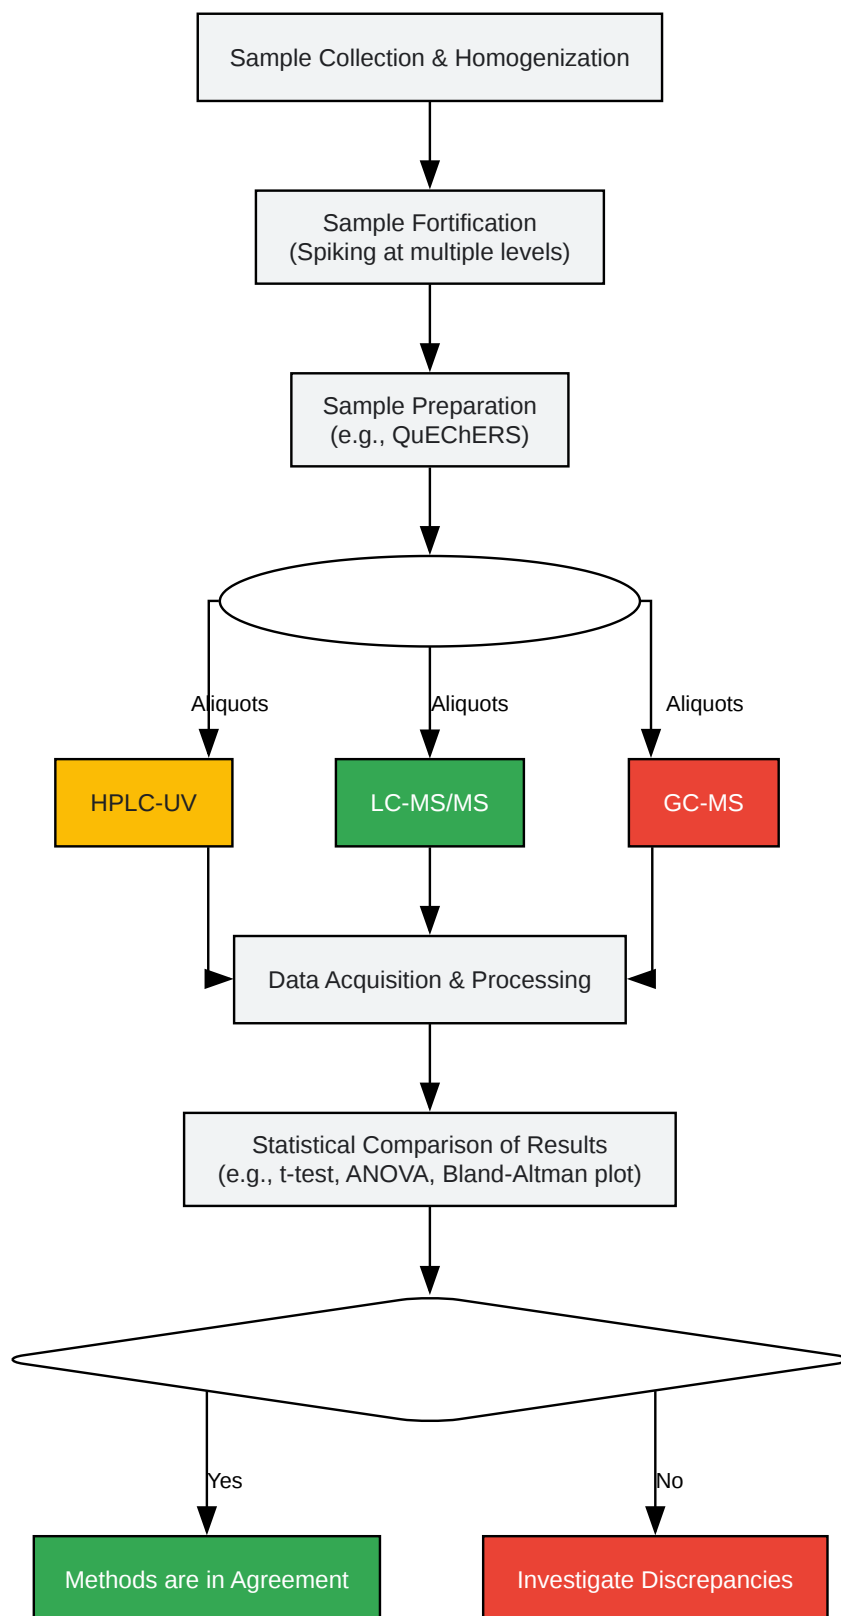 Sample Collection & Homogenization
Sample Fortification
(Spiking at multiple levels)
Sample Preparation
(e.g., QuEChERS)
Aliquots
Aliquots
Aliquots
HPLC-UV
LC-MS/MS
GC-MS
Data Acquisition & Processing
Statistical Comparison of Results
(e.g., t-test, ANOVA, Bland-Altman plot)
Yes
No
Methods are in Agreement
Investigate Discrepancies